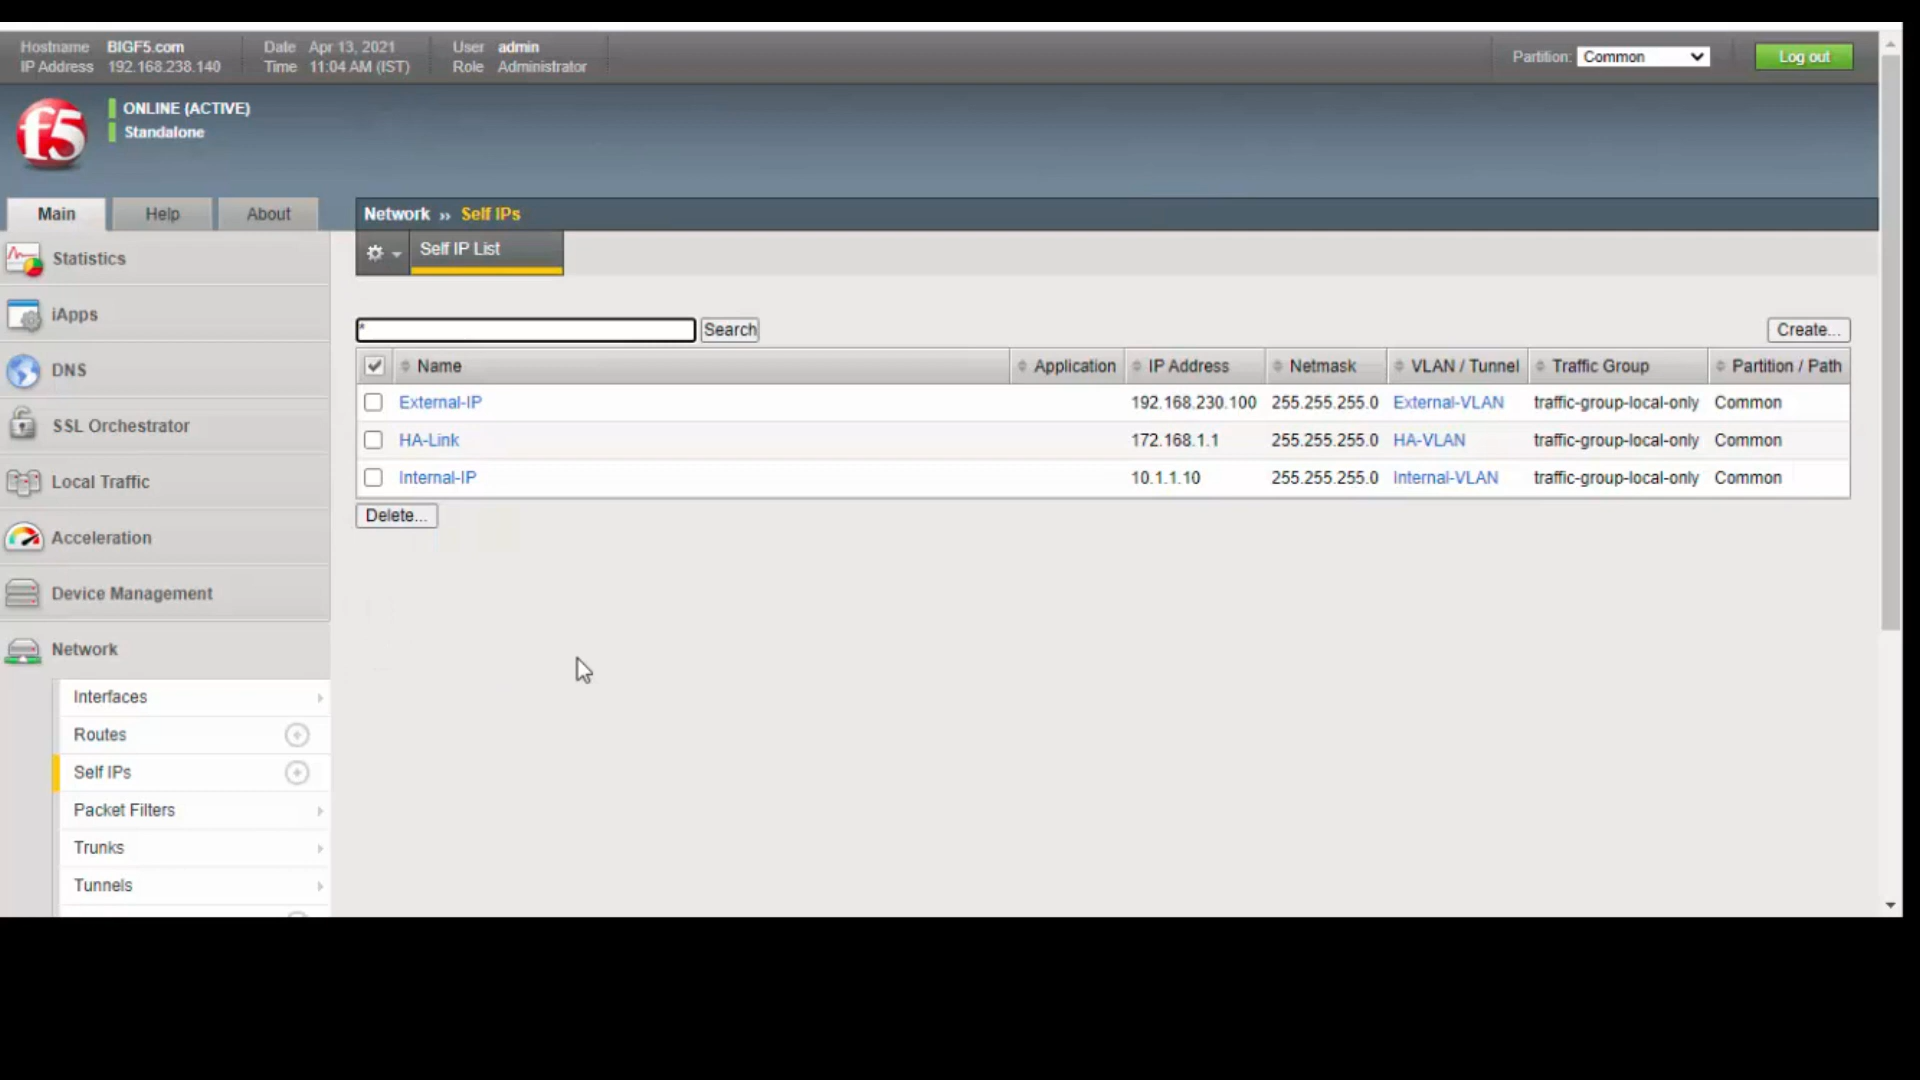 Hostname BIGF5.com Date Apr 13, 2021 User admin
IP Address 192.168.238.140 Time 11:04 AM (IST) Role Administrator
Partition: Common Log out
f5
ONLINE (ACTIVE)
Standalone
Main Help About
Network ›› Self IPs
Self IP List
Statistics
iApps
DNS
SSL Orchestrator
Local Traffic
Acceleration
Device Management
Network
Interfaces
Routes
Self IPs
Packet Filters
Trunks
Tunnels
* Search Create...
Name Application IP Address Netmask VLAN / Tunnel Traffic Group Partition / Path
External-IP 192.168.230.100 255.255.255.0 External-VLAN traffic-group-local-only Common
HA-Link 172.168.1.1 255.255.255.0 HA-VLAN traffic-group-local-only Common
Internal-IP 10.1.1.10 255.255.255.0 Internal-VLAN traffic-group-local-only Common
Delete...